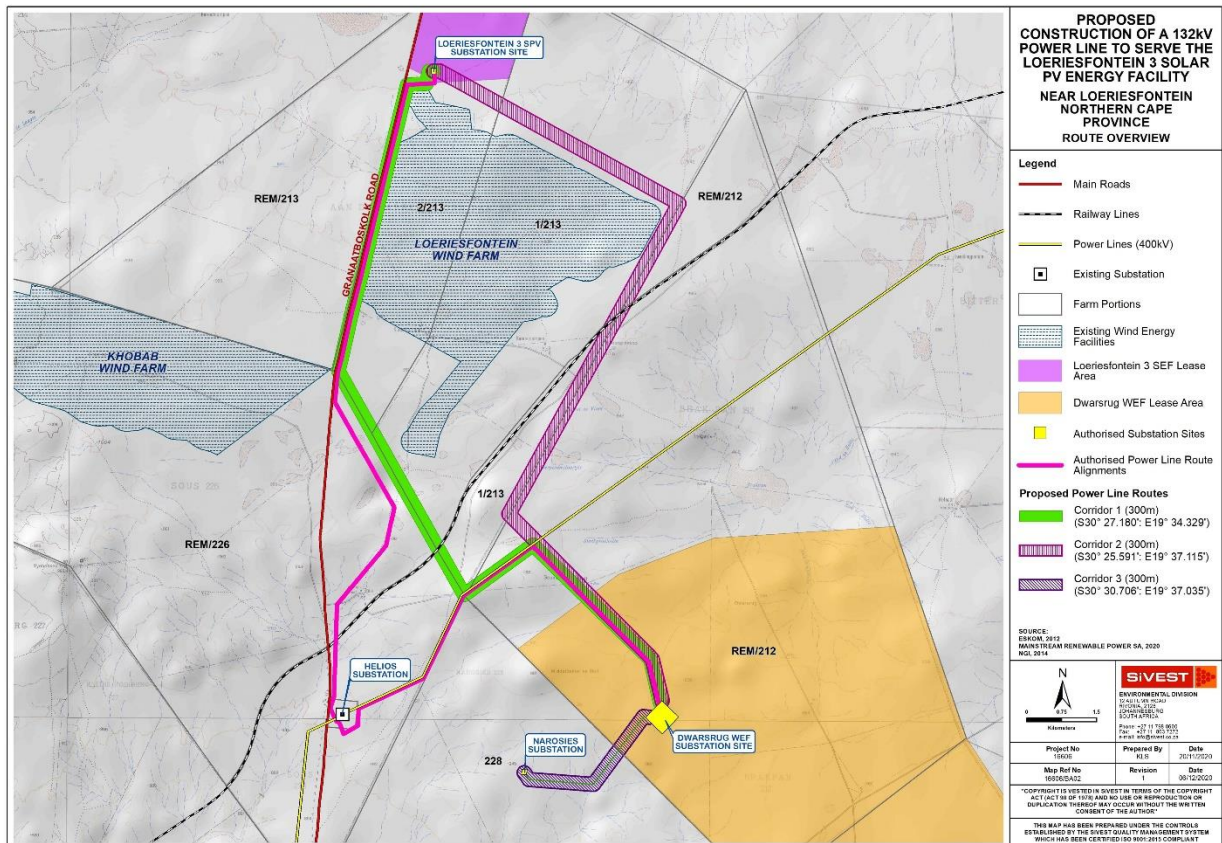 LOERIESFONTEIN 3 SPV
SUBSTATION SITE
REM/213
GRANAATBOSKOLK ROAD
2/213
1/213
REM/212
LOERIESFONTEIN
WIND FARM
KHOBAB
WIND FARM
1/213
REM/226
REM/212
HELIOS
SUBSTATION
NAROSIES
SUBSTATION
DWARSRUG WEF
SUBSTATION SITE
228
PROPOSED
CONSTRUCTION OF A 132kV
POWER LINE TO SERVE THE
LOERIESFONTEIN 3 SOLAR
PV ENERGY FACILITY
NEAR LOERIESFONTEIN
NORTHERN CAPE
PROVINCE
ROUTE OVERVIEW
Legend
Main Roads
Railway Lines
Power Lines (400kV)
Existing Substation
Farm Portions
Existing Wind Energy
Facilities
Loeriesfontein 3 SEF Lease
Area
Dwarsrug WEF Lease Area
Authorised Substation Sites
Authorised Power Line Route
Alignments
Proposed Power Line Routes
Corridor 1 (300m)
(S30° 27.180': E19° 34.329')
Corridor 2 (300m)
(S30° 25.591': E19° 37.115')
Corridor 3 (300m)
(S30° 30.706': E19° 37.035')
SOURCE:
ESKOM, 2012
MAINSTREAM RENEWABLE POWER SA, 2020
NGI, 2014
N
0 0.75 1.5
Kilometers
SiVEST
ENVIRONMENTAL DIVISION
JOHANNESBURG
SOUTH AFRICA
Project No
Prepared By
Date
KLS
20/11/2020
Map Ref No
Revision
Date
1
08/12/2020
"COPYRIGHT IS VESTED IN SIVEST IN TERMS OF THE COPYRIGHT
ACT (ACT 98 OF 1978) AND NO USE OR REPRODUCTION OR
DUPLICATION THEREOF MAY OCCUR WITHOUT THE WRITTEN
CONSENT OF THE AUTHOR"
THIS MAP HAS BEEN PREPARED UNDER THE CONTROLS
ESTABLISHED BY THE SIVEST QUALITY MANAGEMENT SYSTEM
WHICH HAS BEEN CERTIFIED ISO 9001:2015 COMPLIANT